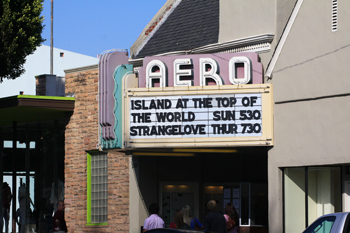 AERO
ISLAND AT THE TOP OF
THE WORLD SUN 530
STRANGELOVE THUR 730